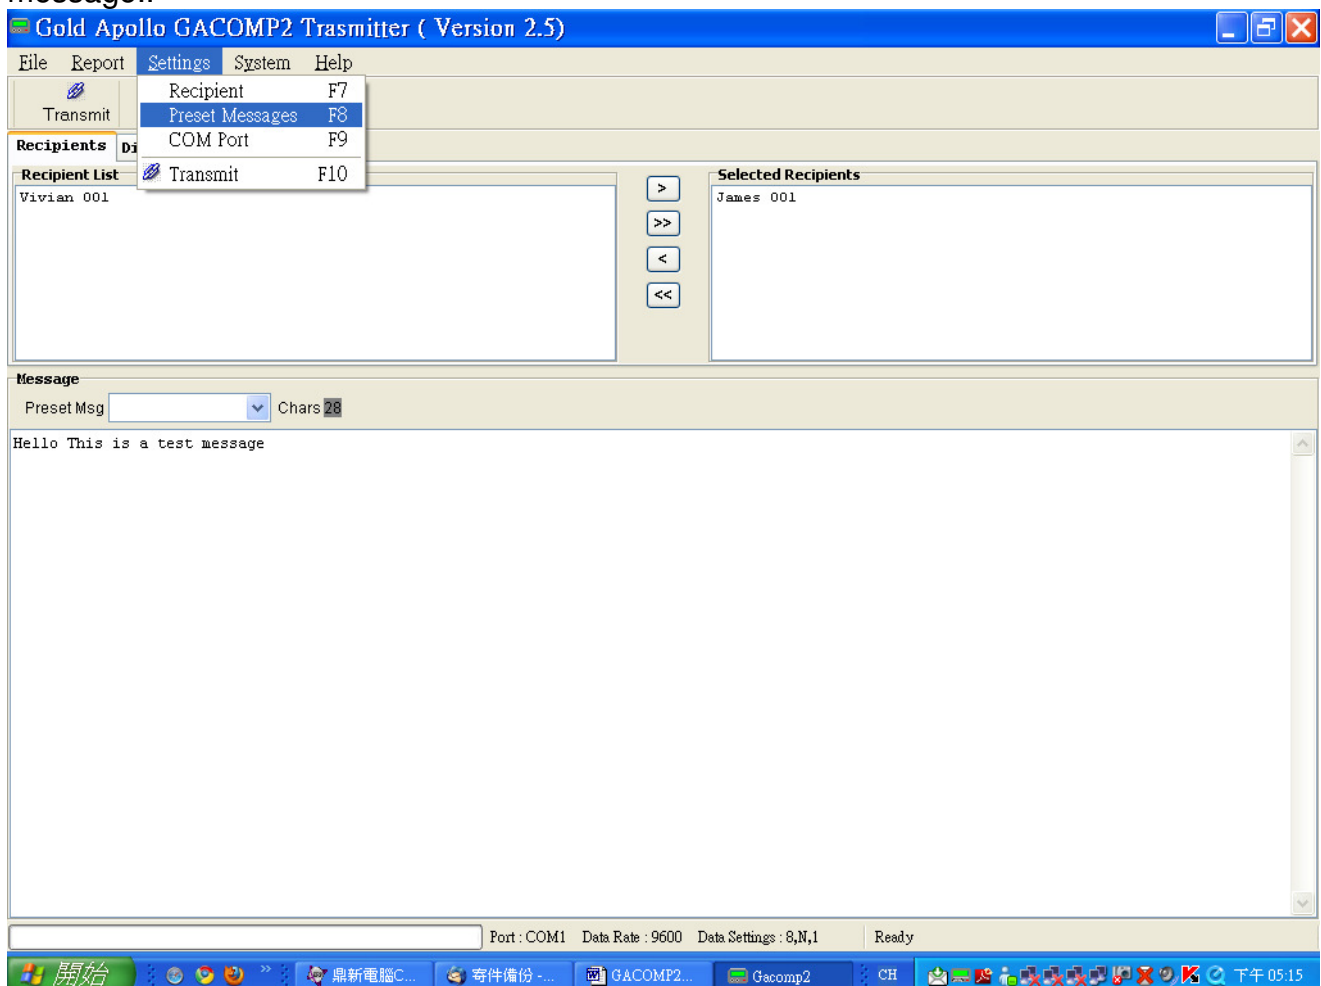 message..
Gold Apollo GACOMP2 Trasmitter ( Version 2.5)
File Report Settings System Help
Transmit
Recipient F7
Preset Messages F8
COM Port F9
Transmit F10
Recipients Di
Recipient List
Vivian 001
>
>>
<
<<
Selected Recipients
James 001
Message
Preset Msg Chars 28
Hello This is a test message
Port : COM1 Data Rate : 9600 Data Settings : 8,N,1 Ready
開始 » 鼎新電腦C... 寄件備份 -... GACOMP2... Gacomp2 CH 下午 05:15